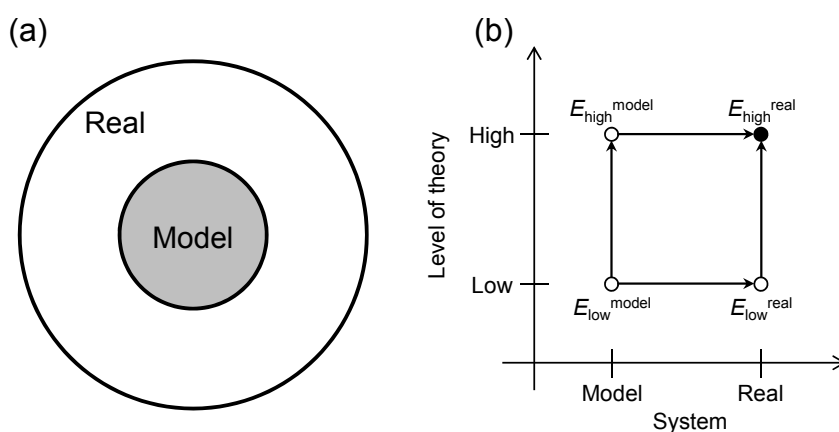 (a)
Real
Model
(b)
Level of theory
High
Low
E_high^model
E_high^real
E_low^model
E_low^real
Model
Real
System